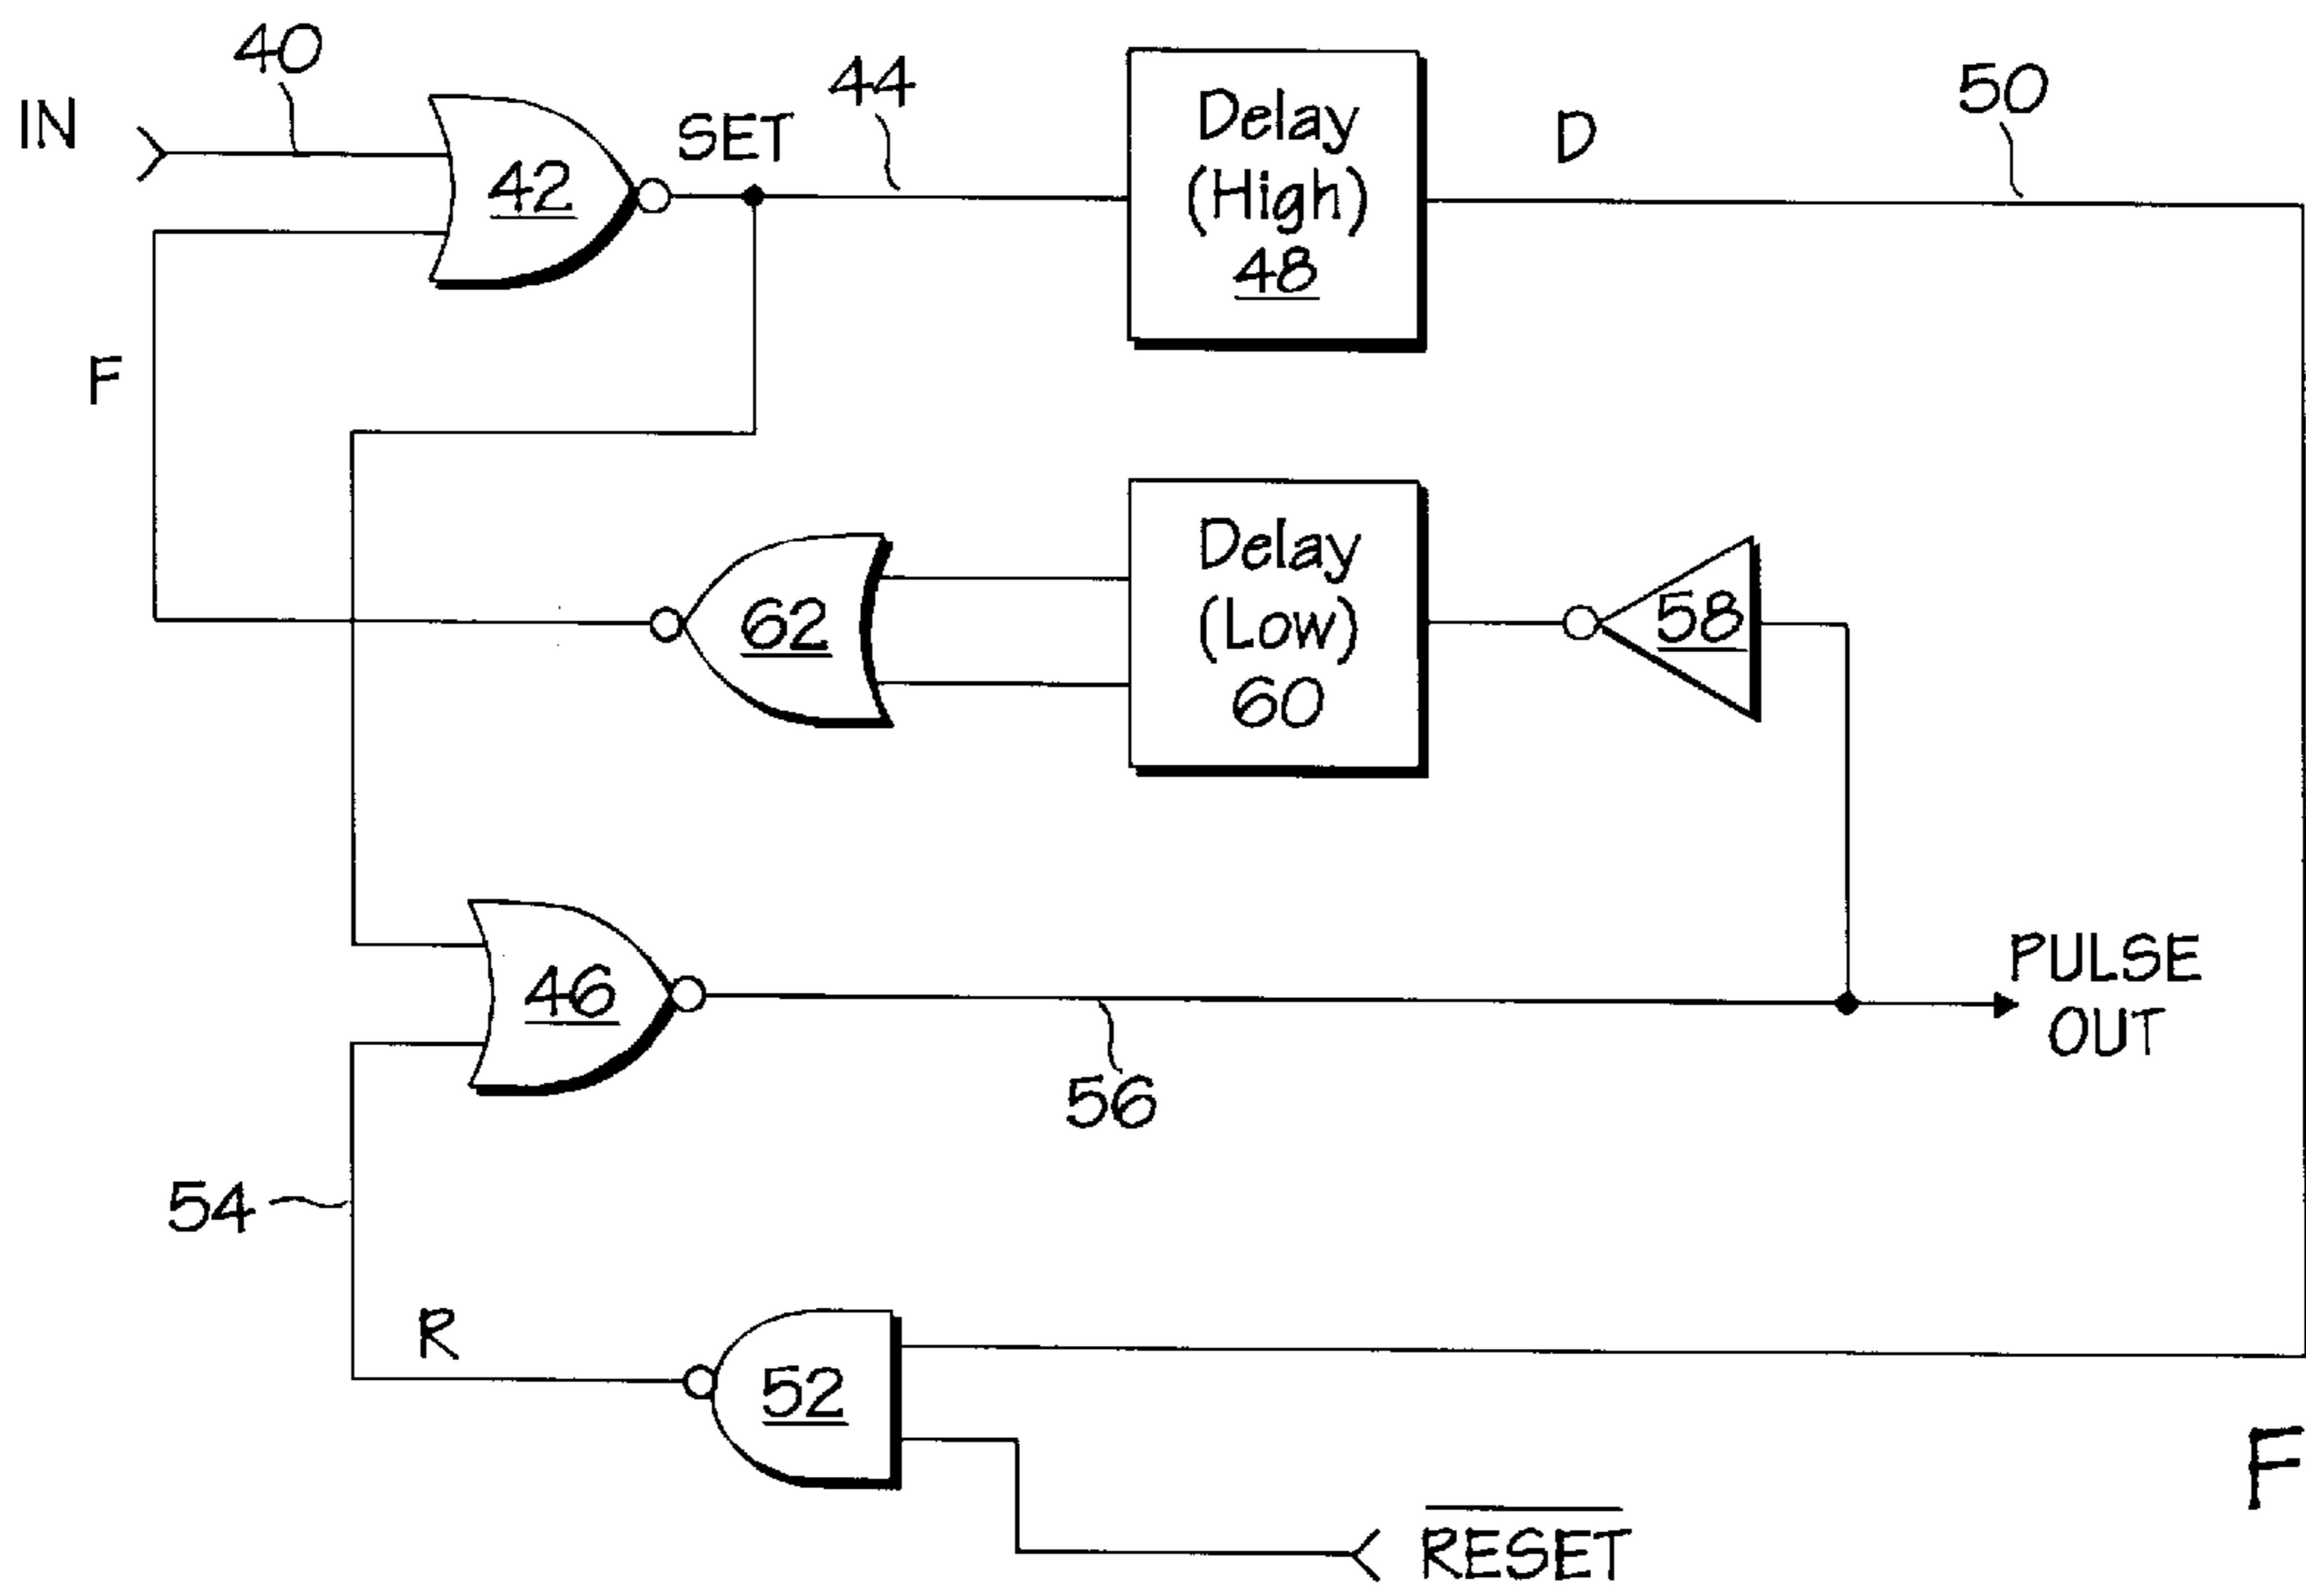 40
44
50
IN
SET
Delay
(High)
48
D
42
F
Delay
(Low)
60
62
58
46
PULSE
OUT
56
54
R
52
F
RESET